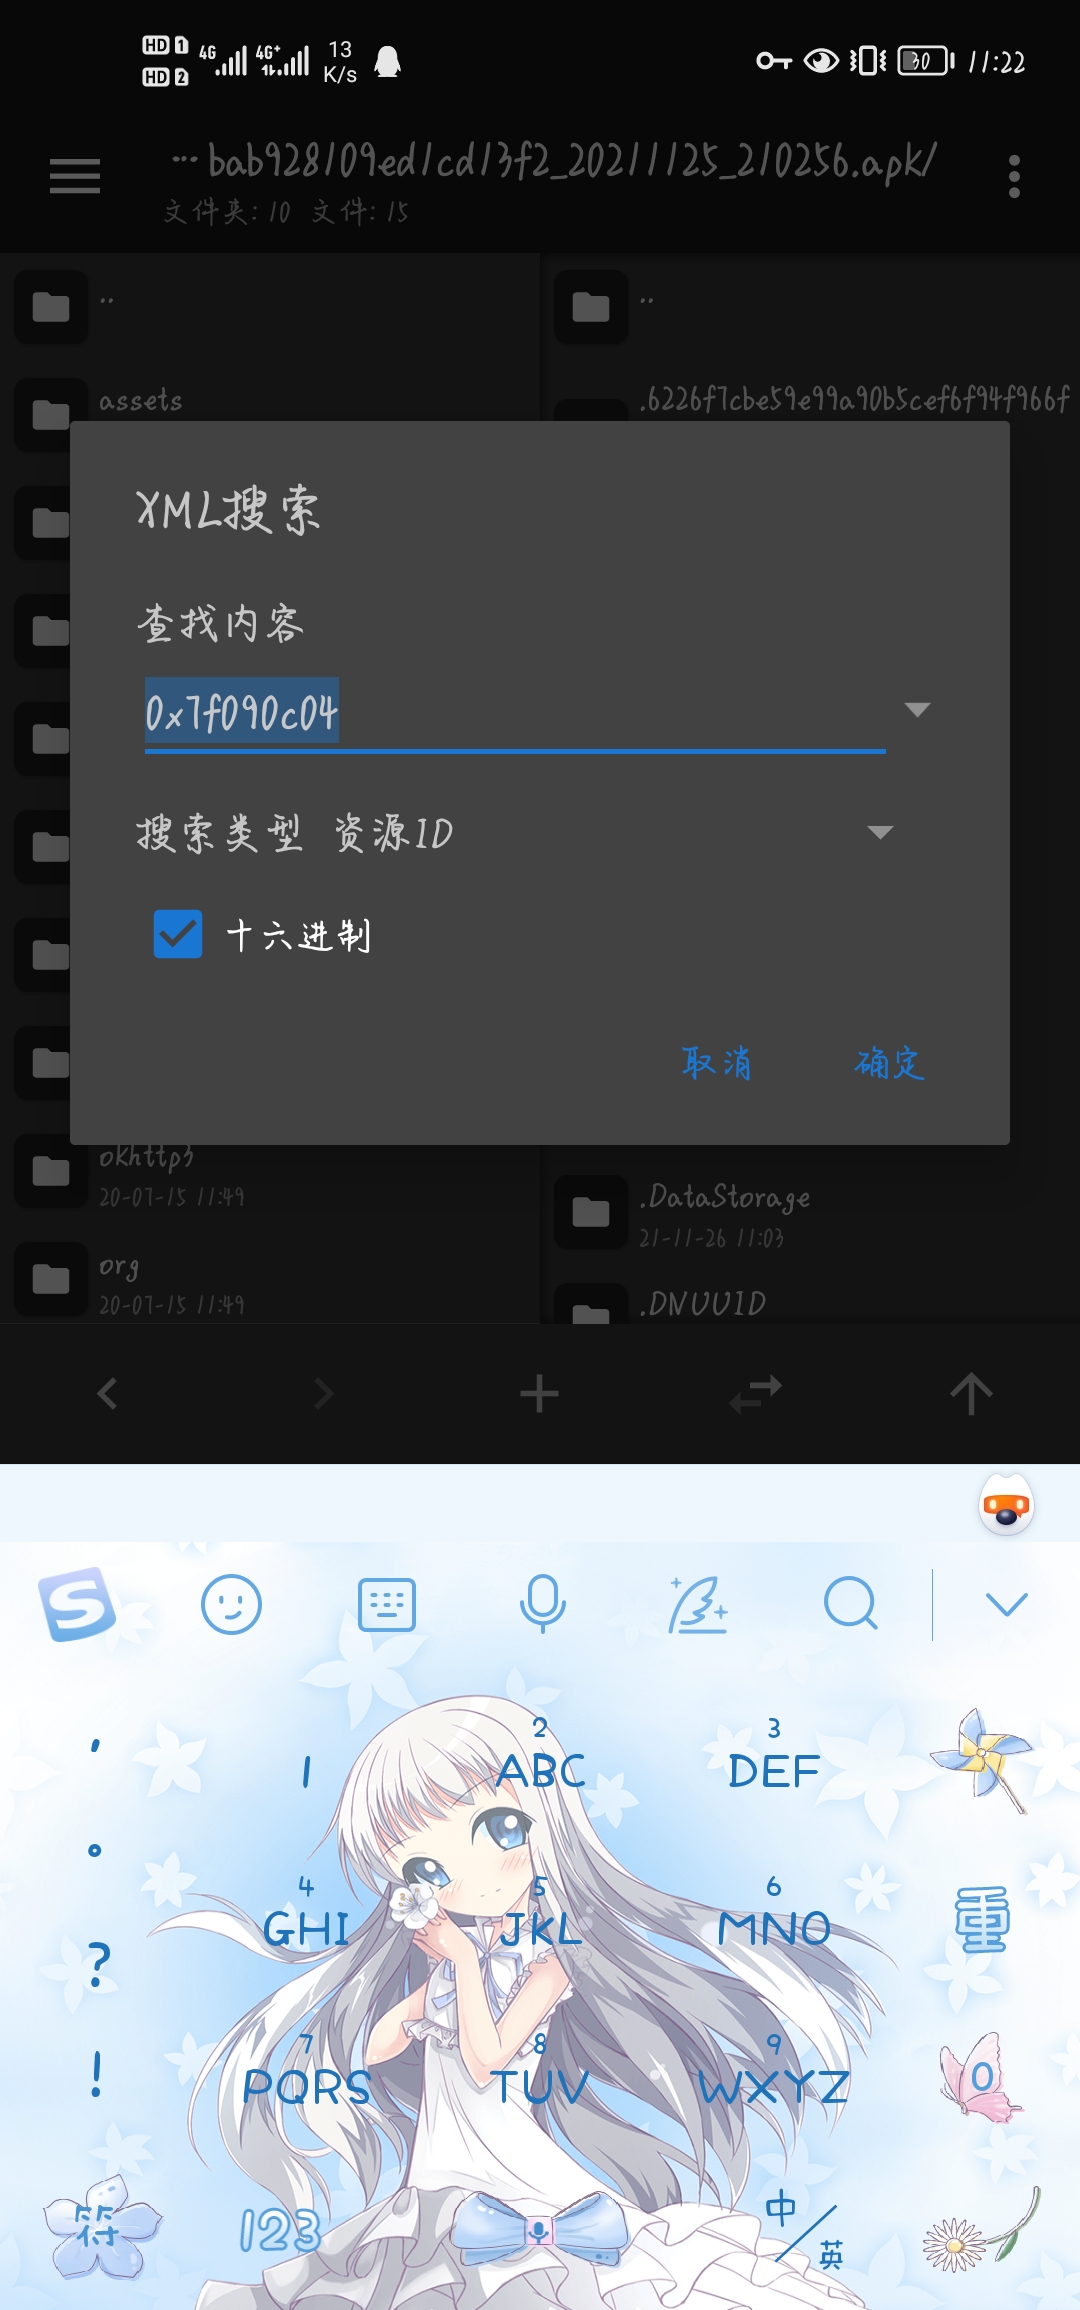 HD 1 4G 4G+ 13 30 11:22
HD 2 K/s
…bab928109ed1cd13f2_20211125_210256.apk/
文件夹: 10 文件: 15
..
..
assets
.6226f7cbe59e99a90b5cef6f94f966f
XML搜索
查找内容
0x7f090c04
搜索类型 资源ID
十六进制
取消 确定
okhttp3
20-07-15 11:49
.DataStorage
21-11-26 11:03
org
20-07-15 11:49
.DNUUID
S
,
1
2
ABC
3
DEF
。
4
GHI
5
JKL
6
MNO
重
?
!
7
PQRS
8
TUV
9
WXYZ
0
符
123
中/英